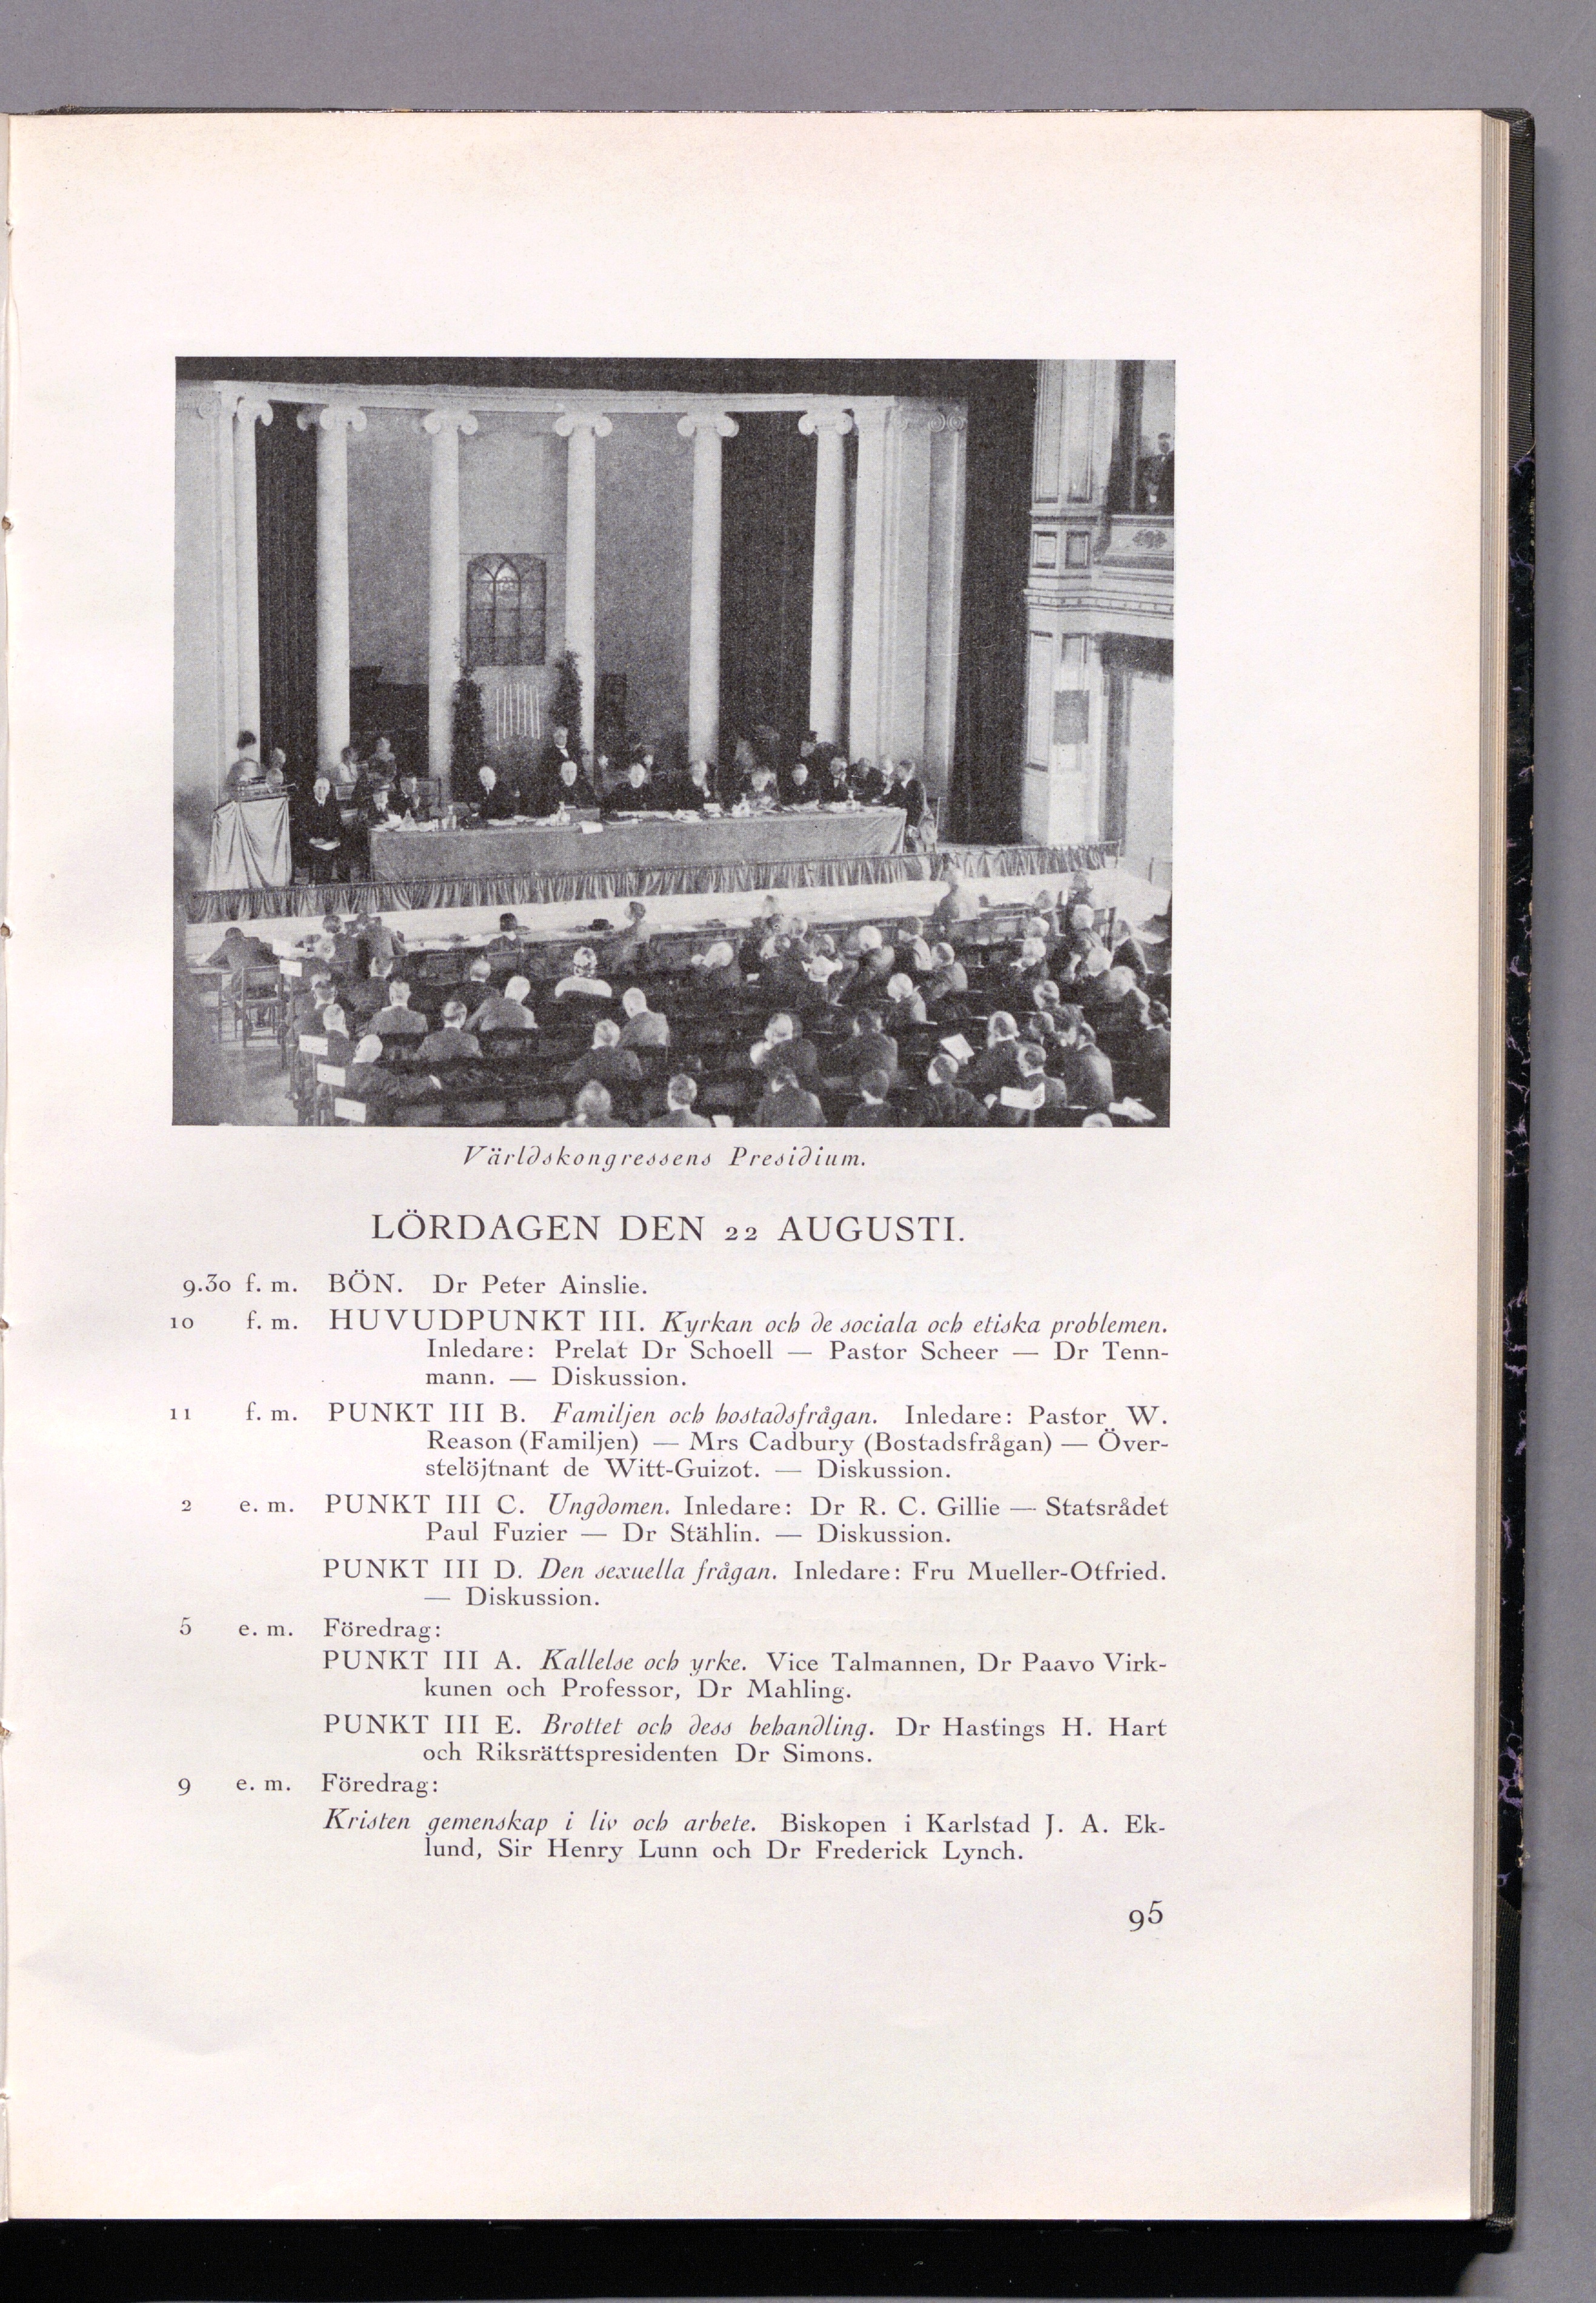 Världskongressens Presidium.
LÖRDAGEN DEN 22 AUGUSTI.
9.30 f. m. BÖN. Dr Peter Ainslie.
10 f. m. HUVUDPUNKT III. Kyrkan och de sociala och etiska problemen.
Inledare: Prelat Dr Schoell — Pastor Scheer — Dr Tenn-
mann. — Diskussion.
11 f. m. PUNKT III B. Familjen och bostadsfrågan. Inledare: Pastor W.
Reason (Familjen) — Mrs Cadbury (Bostadsfrågan) — Över-
stelöjtnant de Witt-Guizot. — Diskussion.
2 e. m. PUNKT III C. Ungdomen. Inledare: Dr R. C. Gillie — Statsrådet
Paul Fuzier — Dr Stählin. — Diskussion.
PUNKT III D. Den sexuella frågan. Inledare: Fru Mueller-Otfried.
— Diskussion.
5 e. m. Föredrag:
PUNKT III A. Kallelse och yrke. Vice Talmannen, Dr Paavo Virk-
kunen och Professor, Dr Mahling.
PUNKT III E. Brottet och dess behandling. Dr Hastings H. Hart
och Riksrättspresidenten Dr Simons.
9 e. m. Föredrag:
Kristen gemenskap i liv och arbete. Biskopen i Karlstad J. A. Ek-
lund, Sir Henry Lunn och Dr Frederick Lynch.
95